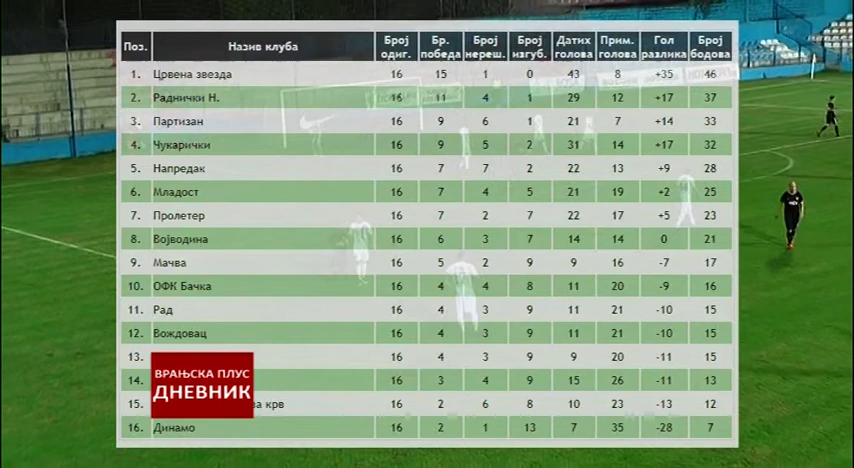 Поз. Назив клуба Број одиг. Бр. победа Број нереш. Број изгуб. Датих голова Прим. голова Гол разлика Број бодова
1. Црвена звезда 16 15 1 0 43 8 +35 46
2. Раднички Н. 16 11 4 1 29 12 +17 37
3. Партизан 16 9 6 1 21 7 +14 33
4. Чукарички 16 9 5 2 31 14 +17 32
5. Напредак 16 7 7 2 22 13 +9 28
6. Младост 16 7 4 5 21 19 +2 25
7. Пролетер 16 7 2 7 22 17 +5 23
8. Војводина 16 6 3 7 14 14 0 21
9. Мачва 16 5 2 9 9 16 -7 17
10. ОФК Бачка 16 4 4 8 11 20 -9 16
11. Рад 16 4 3 9 11 21 -10 15
12. Вождовац 16 4 3 9 11 21 -10 15
13. 16 4 3 9 9 20 -11 15
14. 16 3 4 9 15 26 -11 13
15. крв 16 2 6 8 10 23 -13 12
16. Динамо 16 2 1 13 7 35 -28 7
ВРАЊСКА ПЛУС
ДНЕВНИК